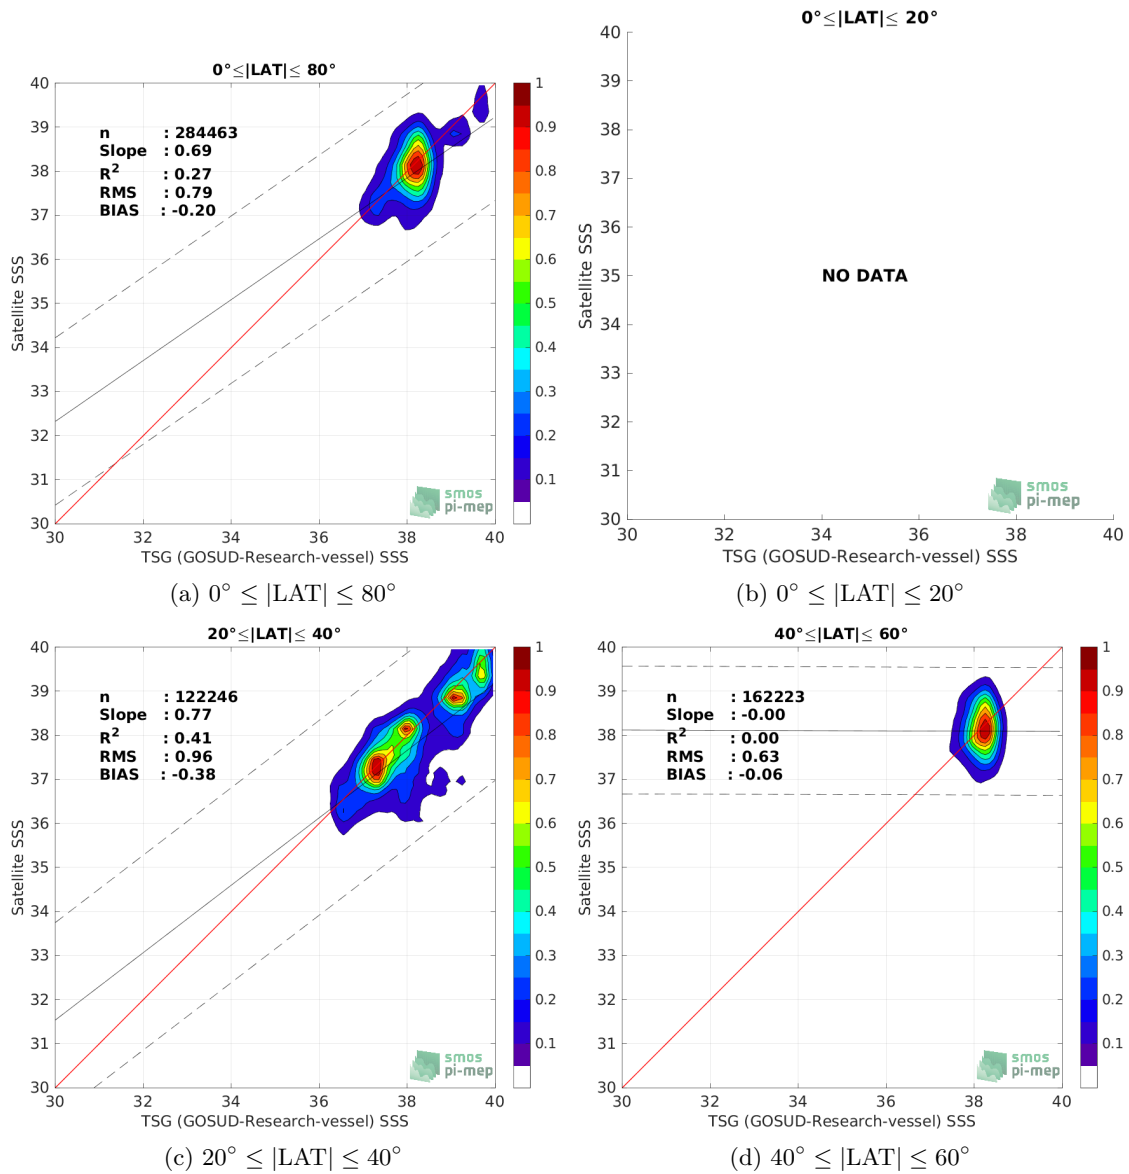 0°≤|LAT|≤ 80°
40
39
38
37
36
35
34
33
32
31
30
Satellite SSS
n : 284463
Slope : 0.69
R² : 0.27
RMS : 0.79
BIAS : -0.20
smos
pi-mep
30 32 34 36 38 40
TSG (GOSUD-Research-vessel) SSS
1
0.9
0.8
0.7
0.6
0.5
0.4
0.3
0.2
0.1
(a) 0° ≤ |LAT| ≤ 80°
0°≤|LAT|≤ 20°
40
39
38
37
36
35
34
33
32
31
30
Satellite SSS
NO DATA
smos
pi-mep
30 32 34 36 38 40
TSG (GOSUD-Research-vessel) SSS
(b) 0° ≤ |LAT| ≤ 20°
20°≤|LAT|≤ 40°
40
39
38
37
36
35
34
33
32
31
30
Satellite SSS
n : 122246
Slope : 0.77
R² : 0.41
RMS : 0.96
BIAS : -0.38
smos
pi-mep
30 32 34 36 38 40
TSG (GOSUD-Research-vessel) SSS
1
0.9
0.8
0.7
0.6
0.5
0.4
0.3
0.2
0.1
(c) 20° ≤ |LAT| ≤ 40°
40°≤|LAT|≤ 60°
40
39
38
37
36
35
34
33
32
31
30
Satellite SSS
n : 162223
Slope : -0.00
R² : 0.00
RMS : 0.63
BIAS : -0.06
smos
pi-mep
30 32 34 36 38 40
TSG (GOSUD-Research-vessel) SSS
1
0.9
0.8
0.7
0.6
0.5
0.4
0.3
0.2
0.1
(d) 40° ≤ |LAT| ≤ 60°